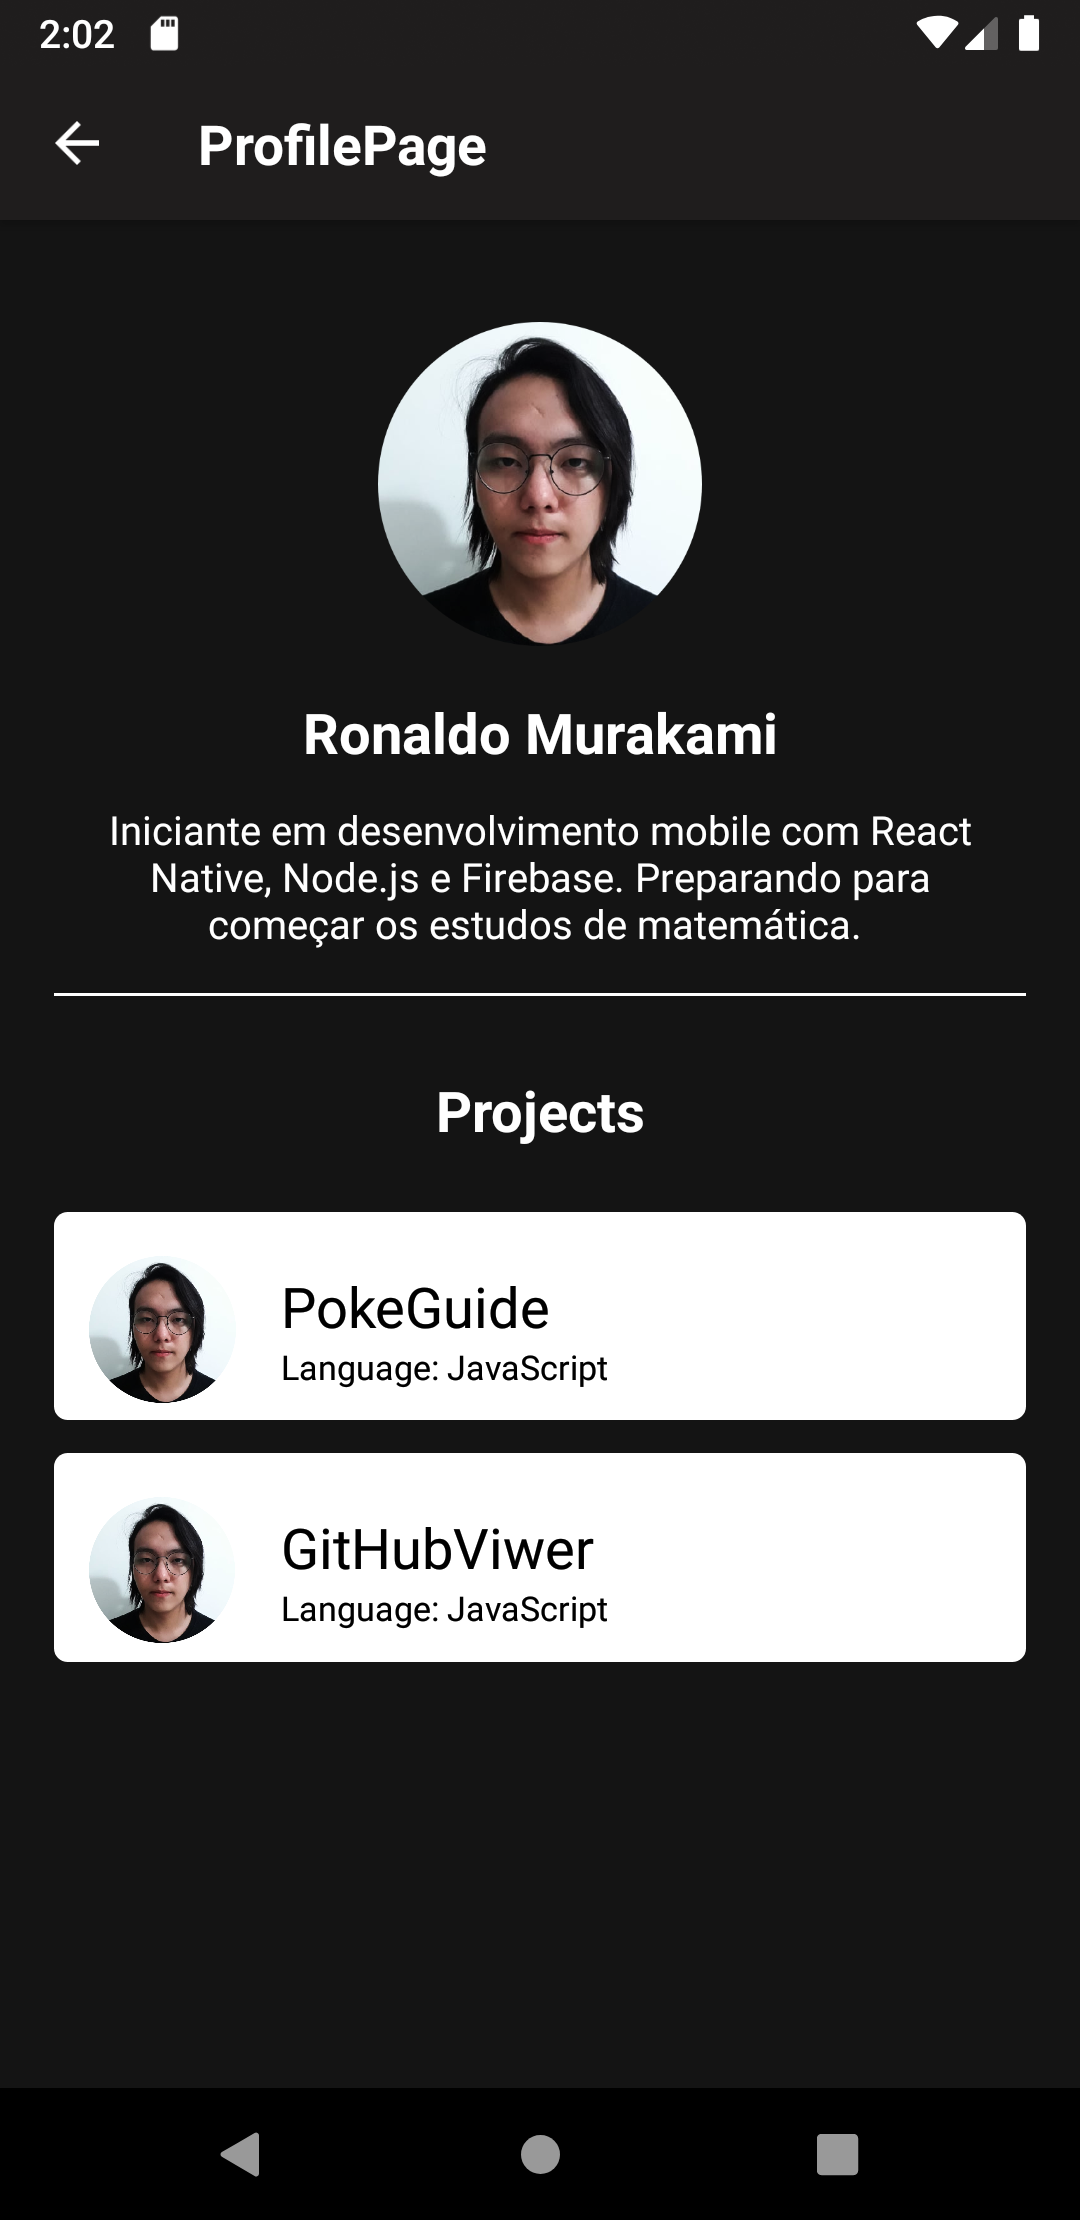 2:02
ProfilePage
Ronaldo Murakami
Iniciante em desenvolvimento mobile com React
Native, Node.js e Firebase. Preparando para
começar os estudos de matemática.
Projects
PokeGuide
Language: JavaScript
GitHubViwer
Language: JavaScript